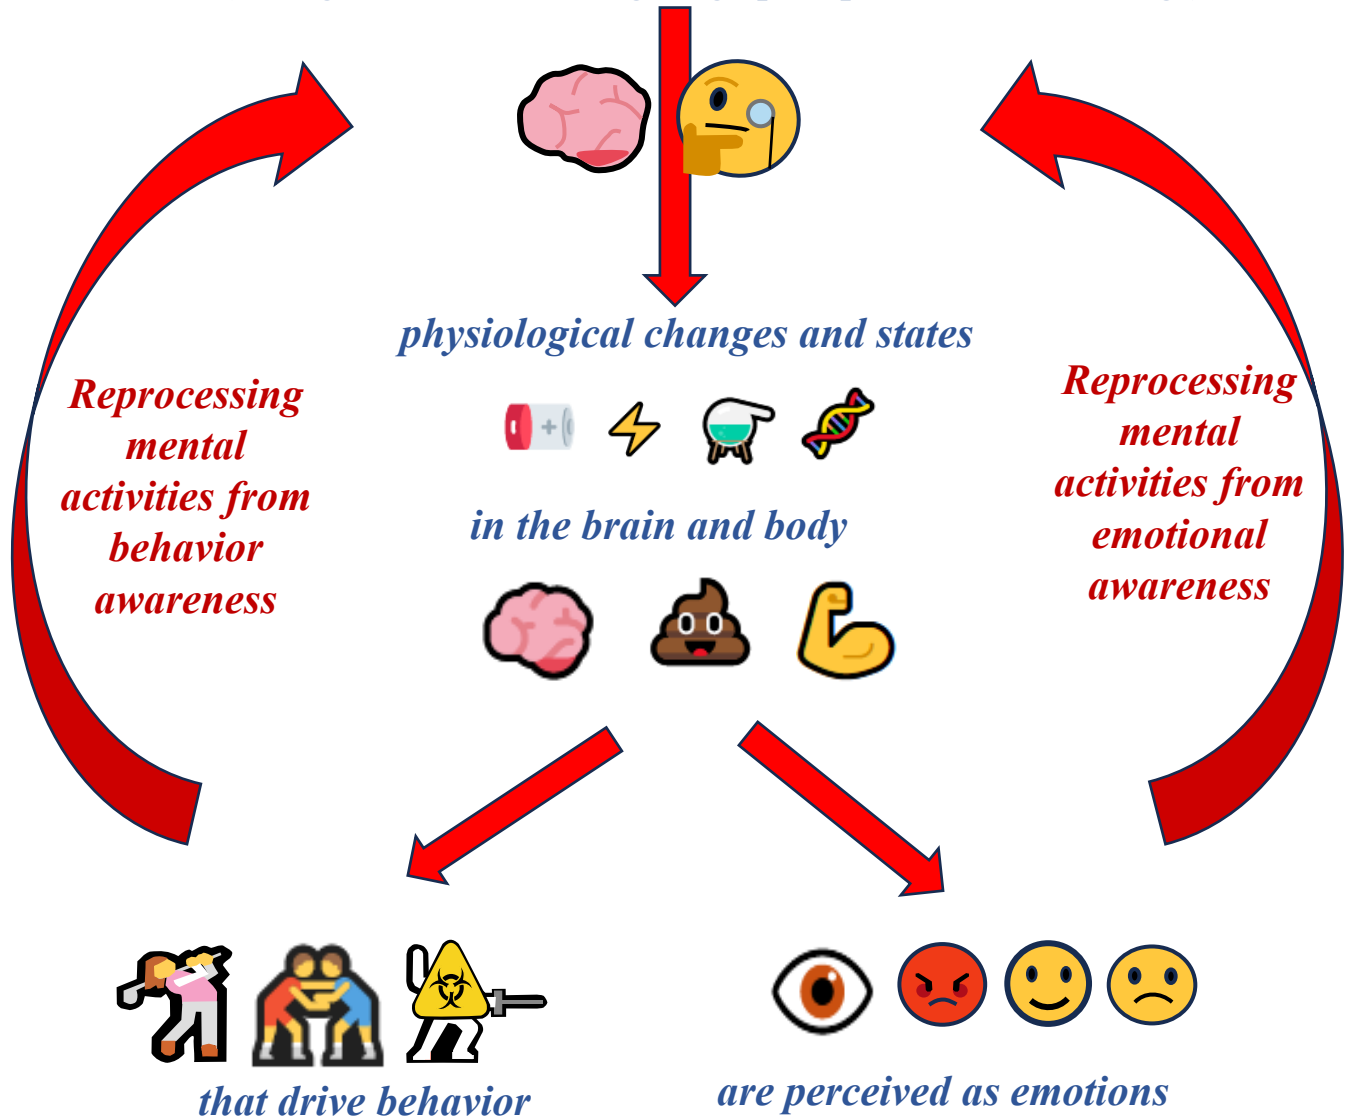 physiological changes and states
Reprocessing
mental
activities from
behavior
awareness
Reprocessing
mental
activities from
emotional
awareness
in the brain and body
that drive behavior
are perceived as emotions